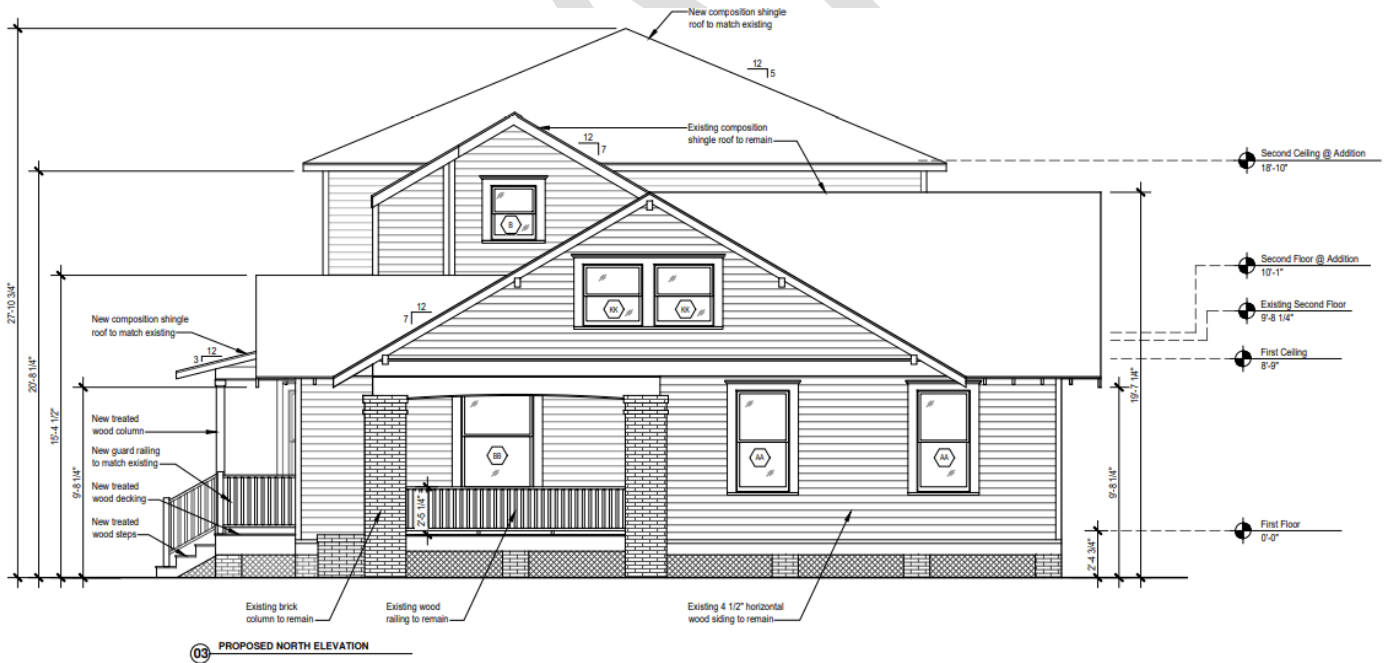 New composition shingle
roof to match existing
12
5
27'-10 3/4"
Existing composition
shingle roof to remain
12
7
Second Ceiling @ Addition
18'-10"
20'-8 1/4"
B
15'-4 1/2"
19'-7 1/4"
Second Floor @ Addition
10'-1"
KK
KK
Existing Second Floor
9'-8 1/4"
12
7
New composition shingle
roof to match existing
12
3
First Ceiling
8'-9"
9'-8 1/4"
9'-8 1/4"
New treated
wood column
New guard railing
to match existing
New treated
wood decking
New treated
wood steps
BB
AA
AA
2'-5 1/4"
2'-4 3/4"
First Floor
0'-0"
Existing brick
column to remain
Existing wood
railing to remain
Existing 4 1/2" horizontal
wood siding to remain
03
PROPOSED NORTH ELEVATION